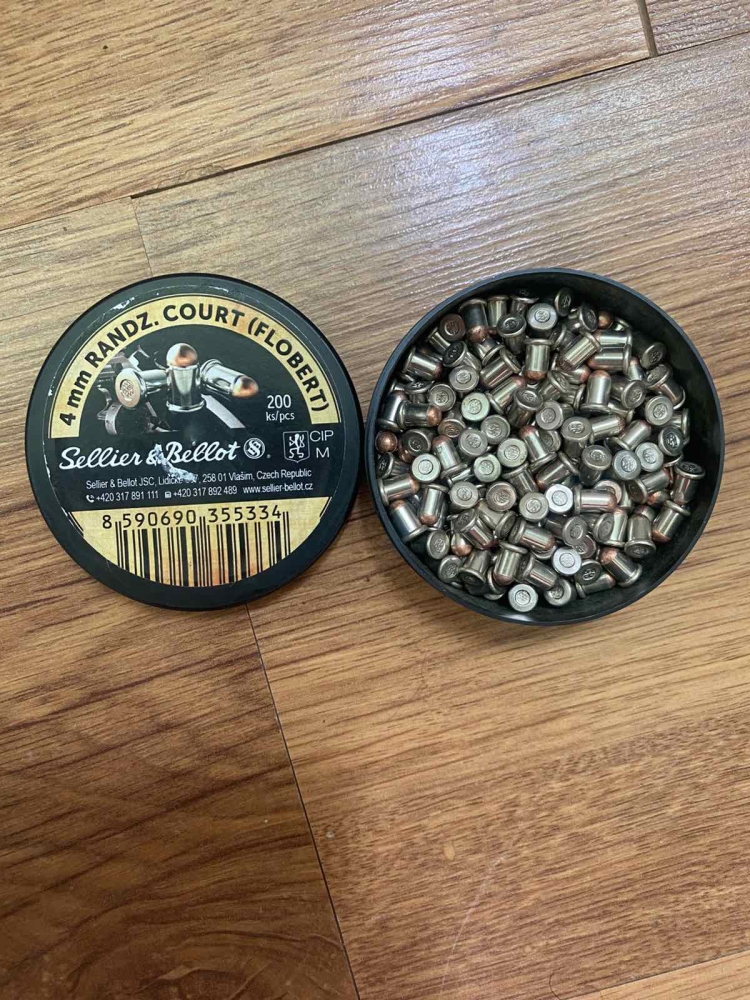 4 mm RANDZ. COURT (FLOBERT)
200
ks/pcs
Sellier & Bellot S&B ®
CIP
M
Sellier & Bellot JSC, Lidická 258 01 Vlašim, Czech Republic
+420 317 891 111 +420 317 892 489 www.sellier-bellot.cz
8 590690 355334